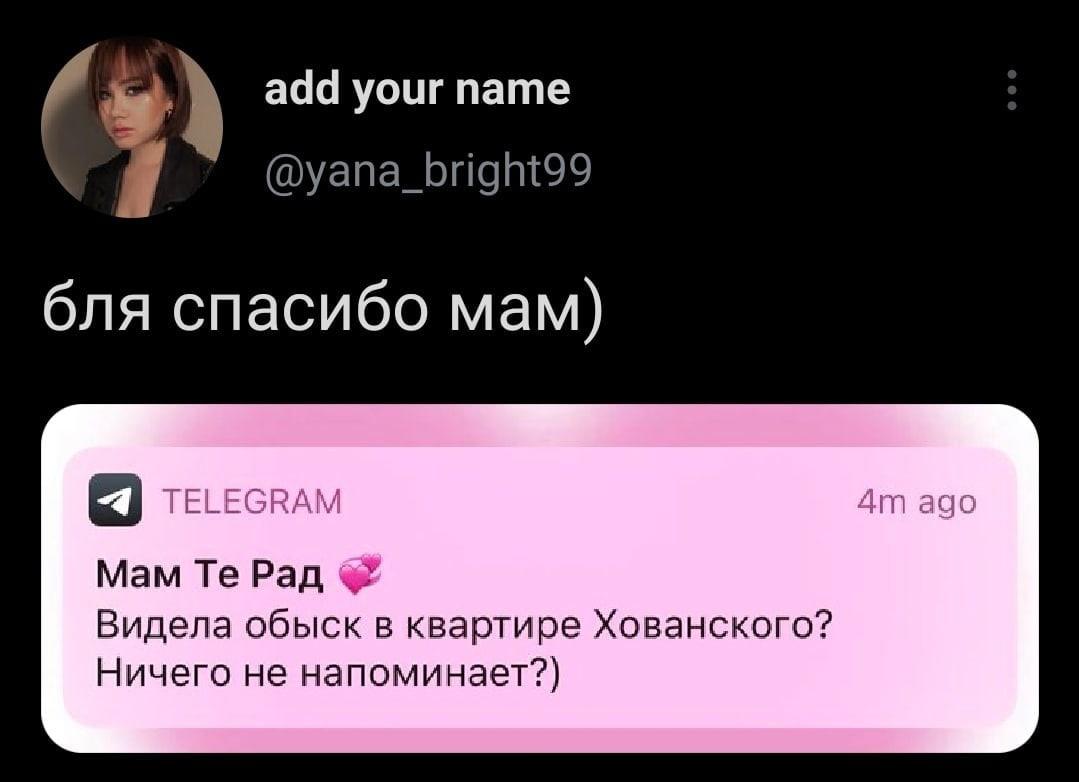 add your name
@yana_bright99
бля спасибо мам)
TELEGRAM 4m ago
Мам Те Рад 💞
Видела обыск в квартире Хованского?
Ничего не напоминает?)